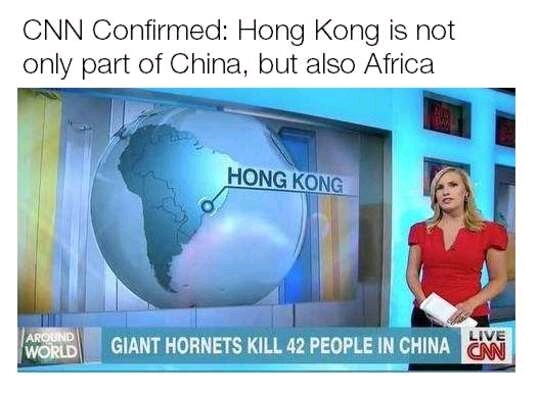 CNN Confirmed: Hong Kong is not
only part of China, but also Africa
HONG KONG
AROUND
WORLD
GIANT HORNETS KILL 42 PEOPLE IN CHINA
LIVE
CNN